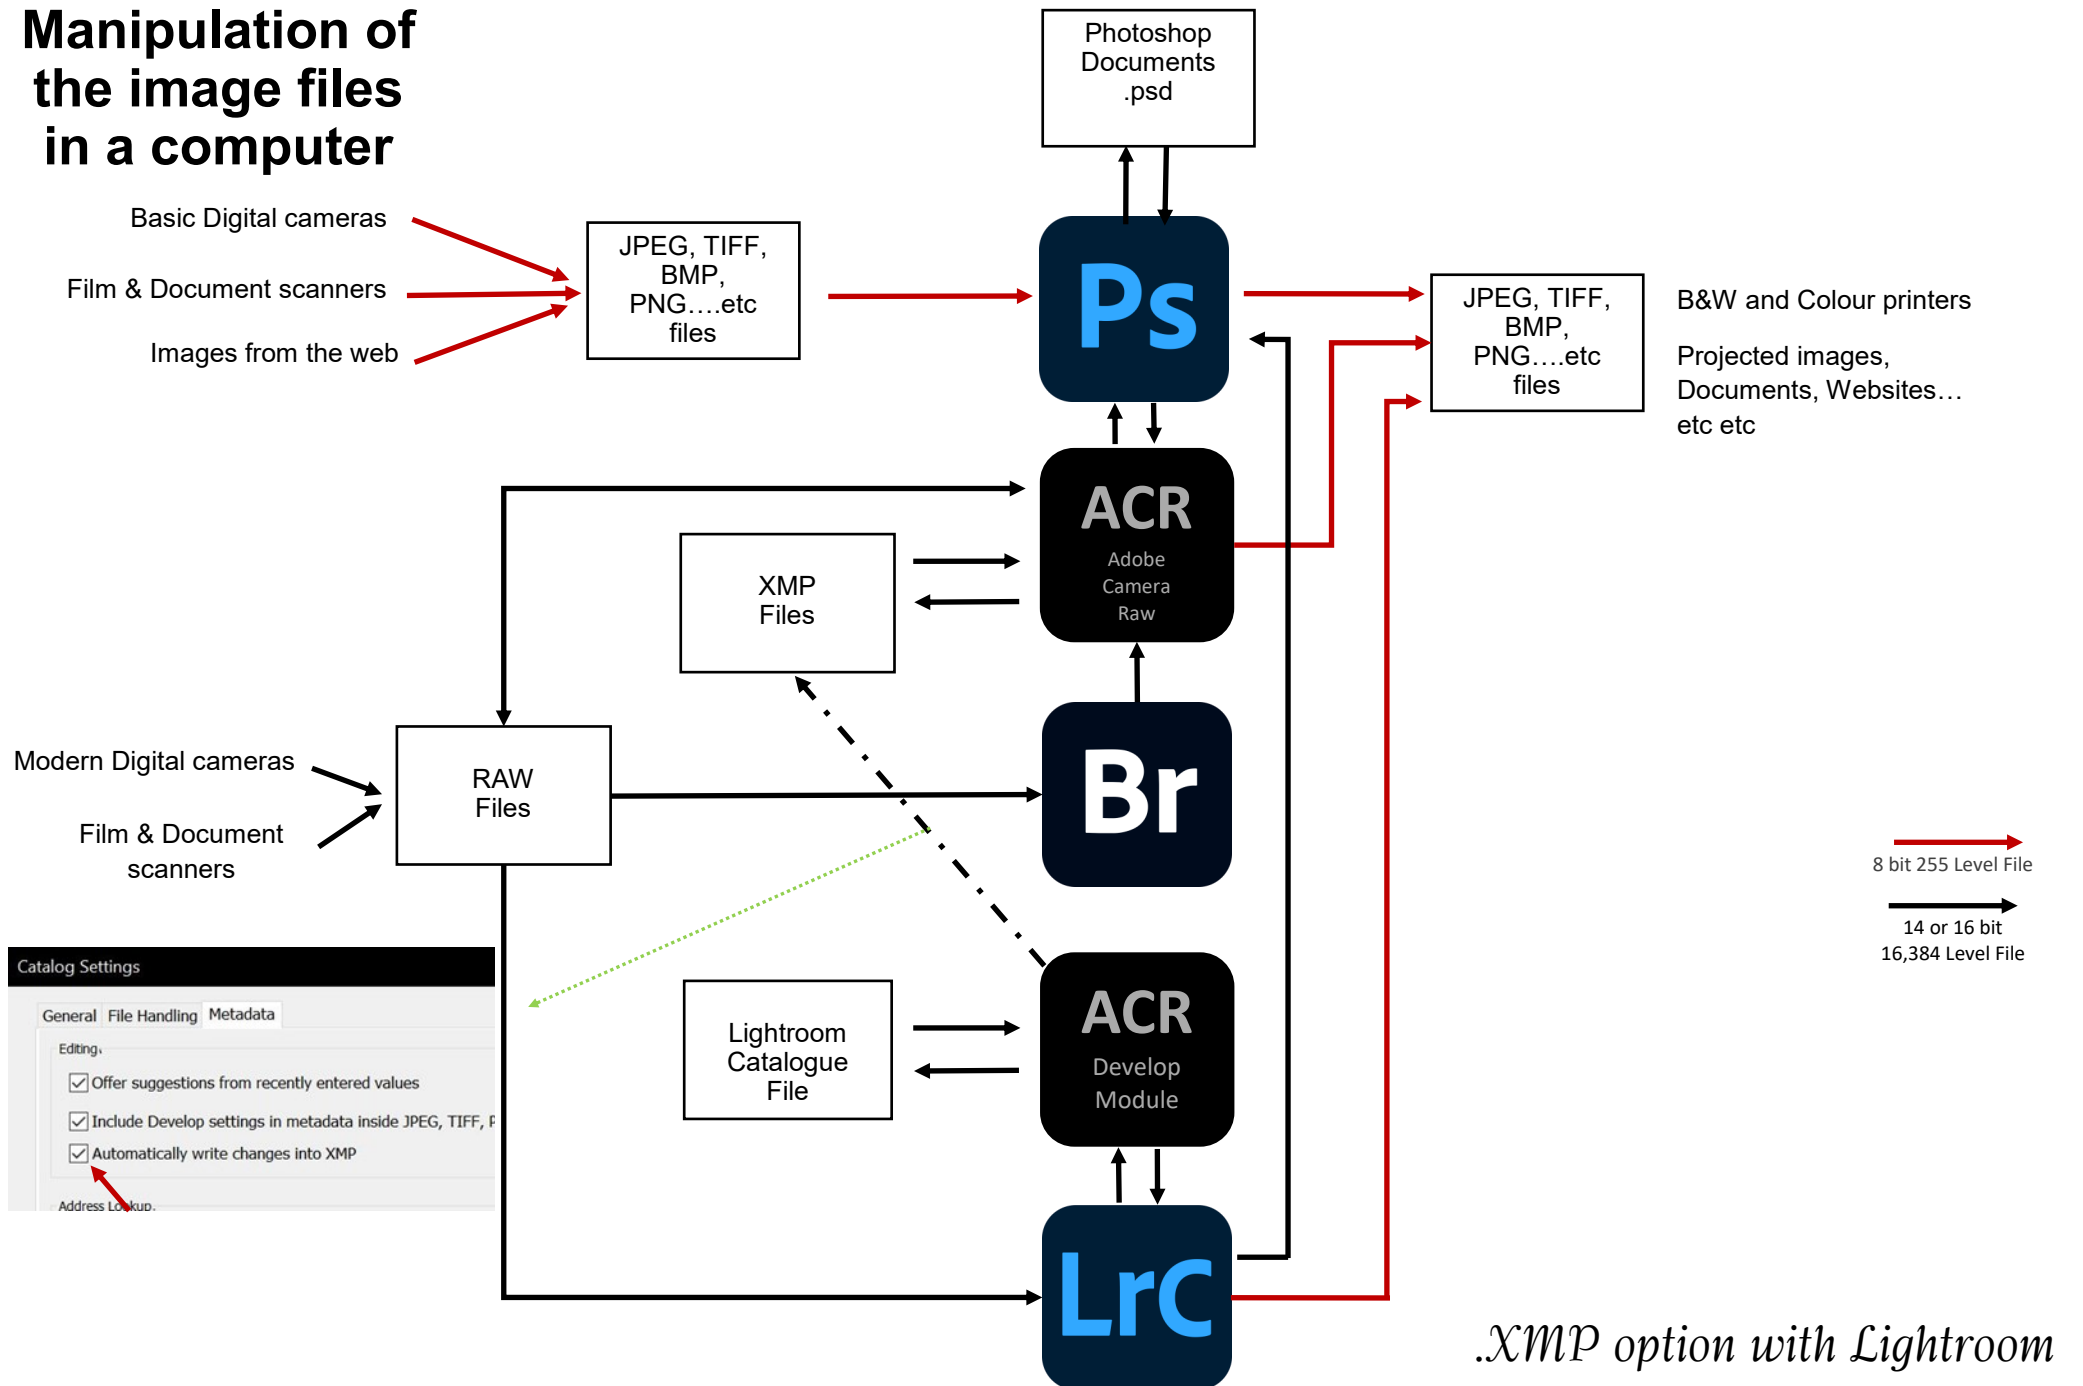 Manipulation of
the image files
in a computer
Photoshop
Documents
.psd
Basic Digital cameras
Film & Document scanners
Images from the web
JPEG, TIFF,
BMP,
PNG….etc
files
Ps
JPEG, TIFF,
BMP,
PNG….etc
files
B&W and Colour printers
Projected images,
Documents, Websites…
etc etc
ACR
Adobe
Camera
Raw
XMP
Files
Modern Digital cameras
Film & Document
scanners
RAW
Files
Br
8 bit 255 Level File
14 or 16 bit
16,384 Level File
Catalog Settings
General File Handling Metadata
Editing
Offer suggestions from recently entered values
Include Develop settings in metadata inside JPEG, TIFF,
Automatically write changes into XMP
Address Lookup
Lightroom
Catalogue
File
ACR
Develop
Module
LrC
.XMP option with Lightroom